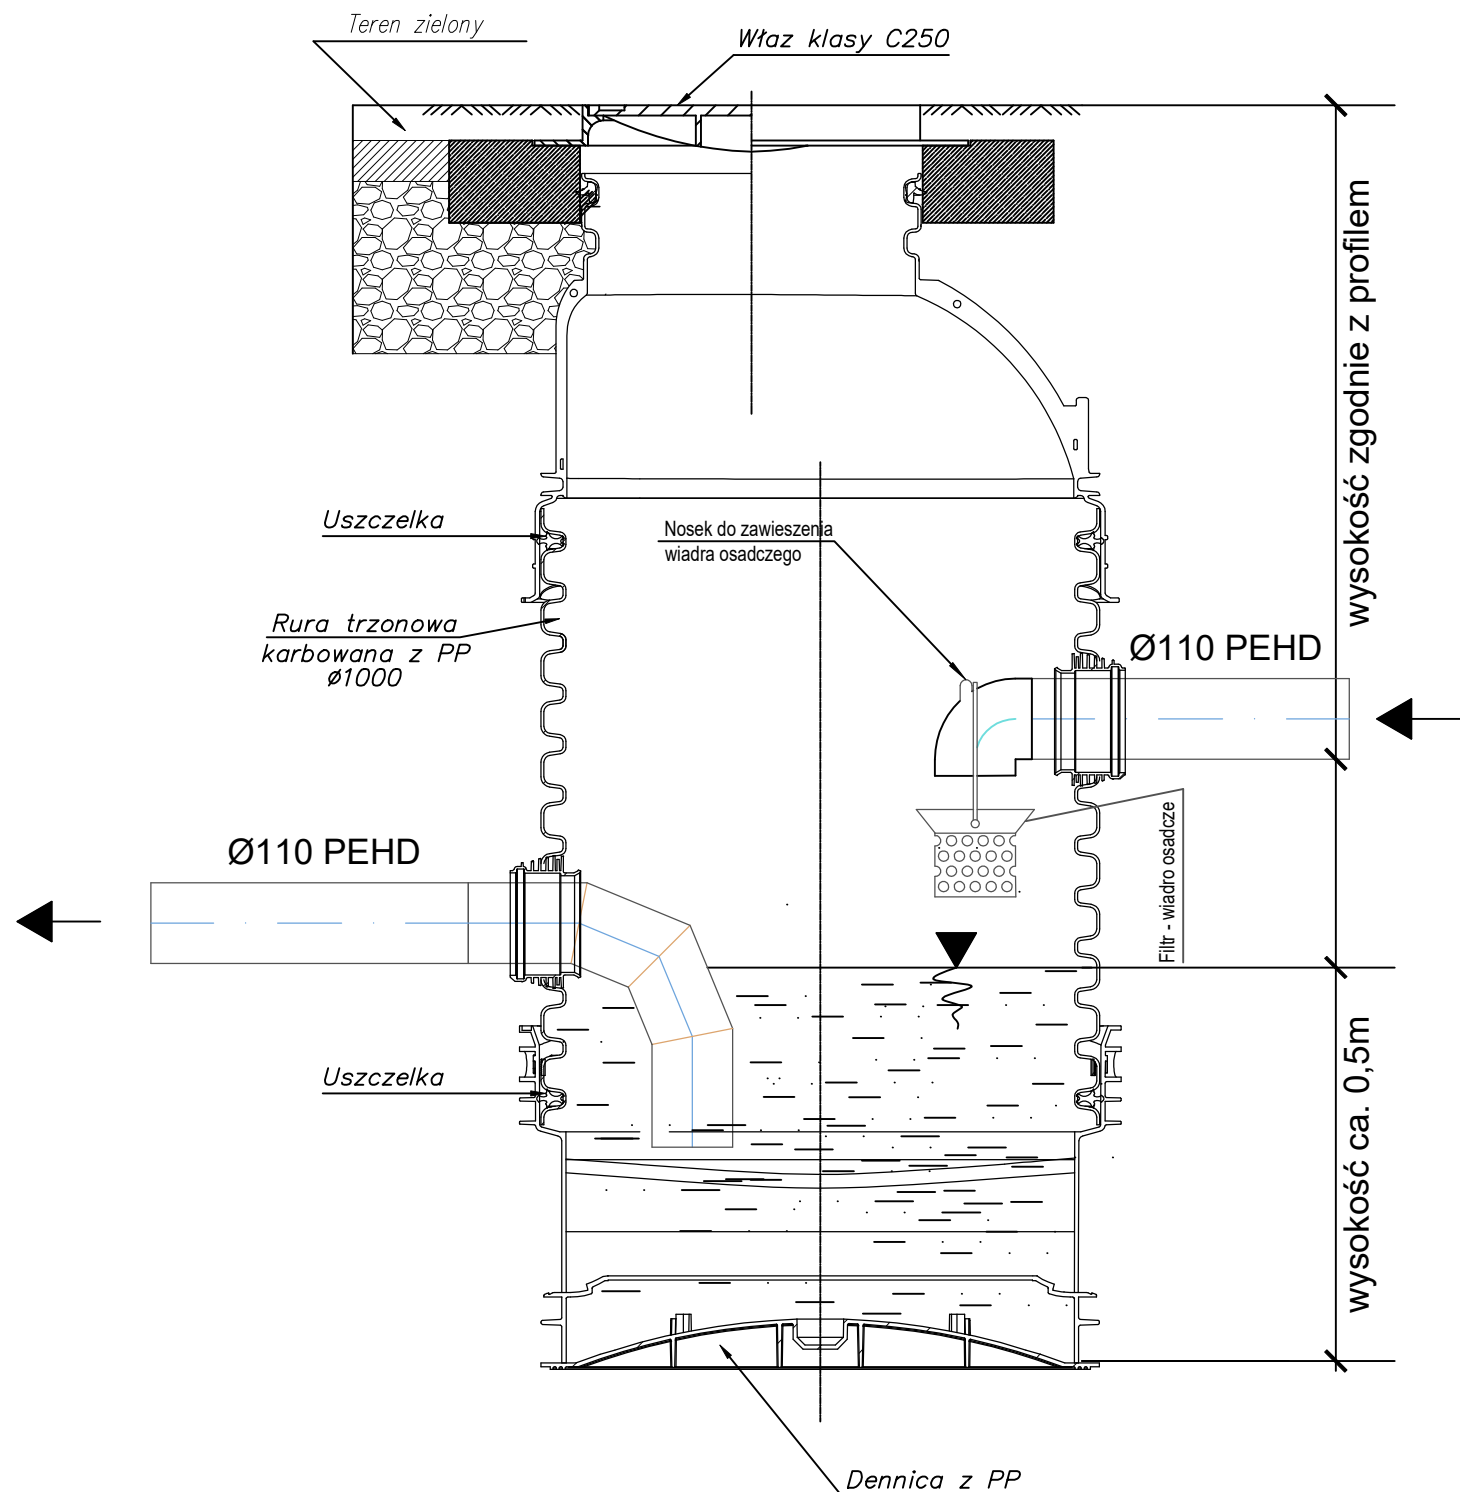 Teren zielony
Właz klasy C250
wysokość zgodnie z profilem
Uszczelka
Nosek do zawieszenia
wiadra osadczego
Rura trzonowa
karbowana z PP
ø1000
Ø110 PEHD
Filtr - wiadro osadcze
Ø110 PEHD
wysokość ca. 0,5m
Uszczelka
Dennica z PP